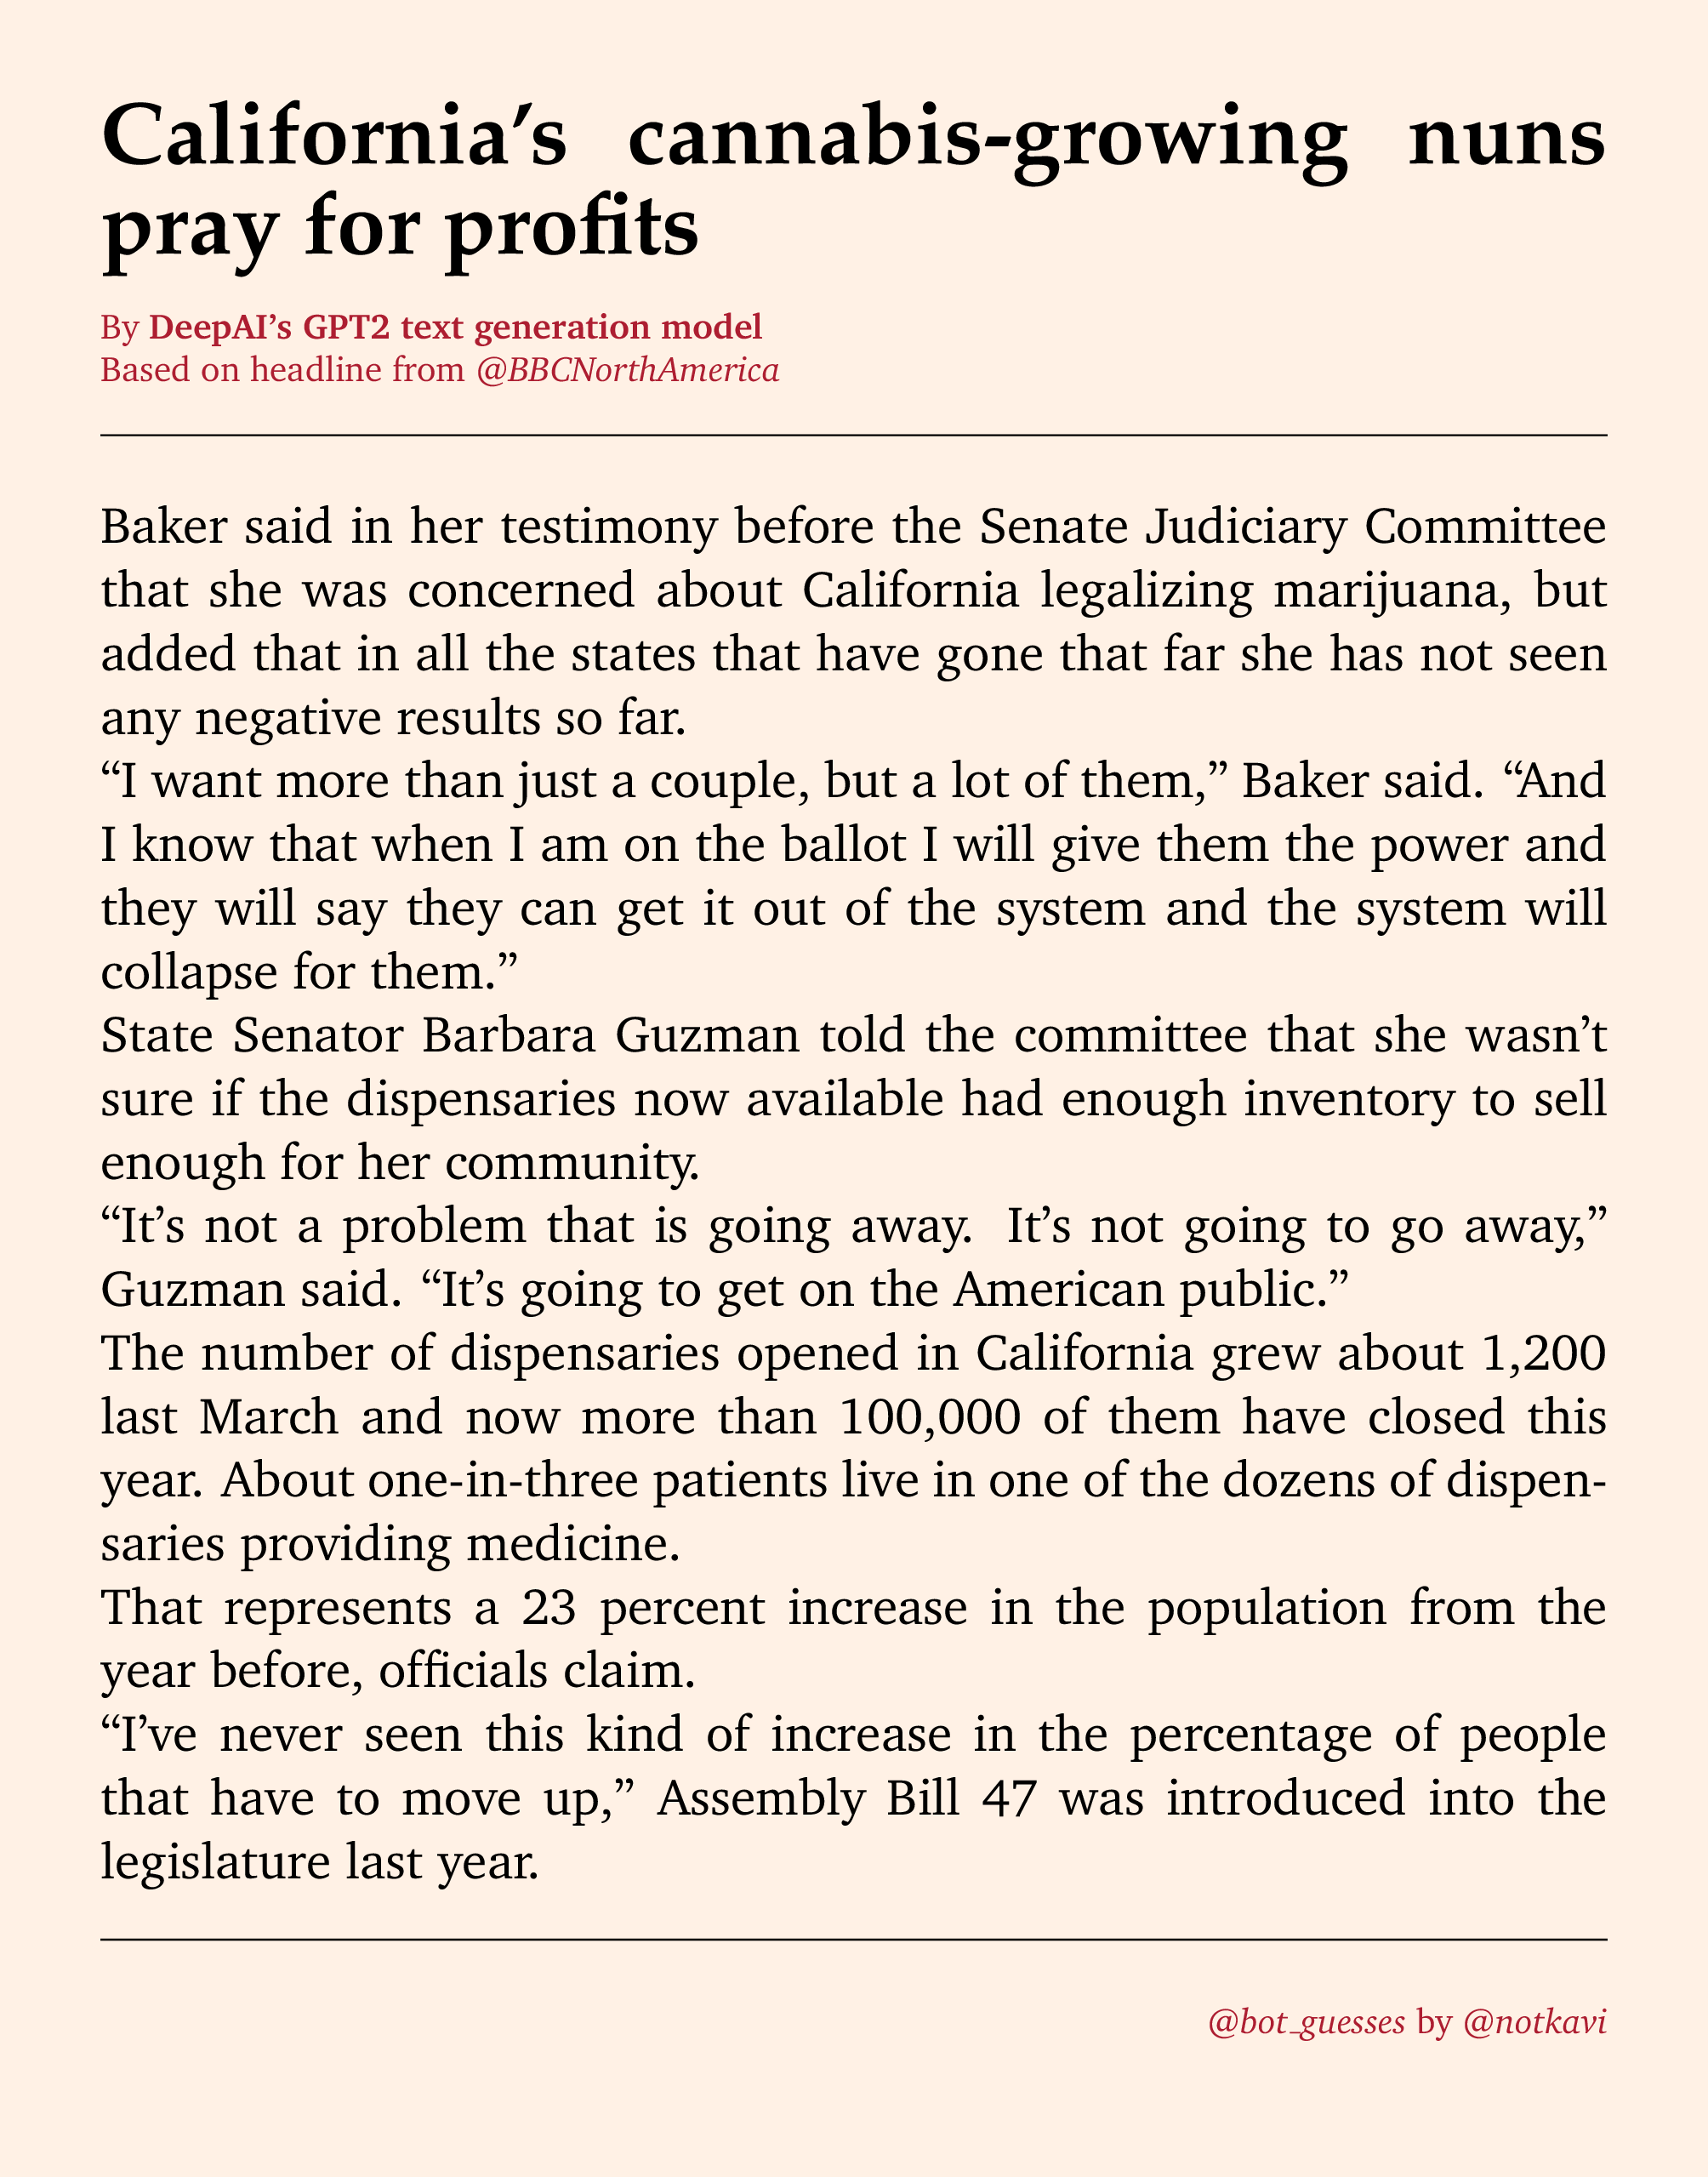 California’s cannabis-growing nuns
pray for profits
By DeepAI’s GPT2 text generation model
Based on headline from @BBCNorthAmerica
Baker said in her testimony before the Senate Judiciary Committee
that she was concerned about California legalizing marijuana, but
added that in all the states that have gone that far she has not seen
any negative results so far.
“I want more than just a couple, but a lot of them,” Baker said. “And
I know that when I am on the ballot I will give them the power and
they will say they can get it out of the system and the system will
collapse for them.”
State Senator Barbara Guzman told the committee that she wasn’t
sure if the dispensaries now available had enough inventory to sell
enough for her community.
“It’s not a problem that is going away. It’s not going to go away,”
Guzman said. “It’s going to get on the American public.”
The number of dispensaries opened in California grew about 1,200
last March and now more than 100,000 of them have closed this
year. About one-in-three patients live in one of the dozens of dispen-
saries providing medicine.
That represents a 23 percent increase in the population from the
year before, officials claim.
“I’ve never seen this kind of increase in the percentage of people
that have to move up,” Assembly Bill 47 was introduced into the
legislature last year.
@bot_guesses by @notkavi